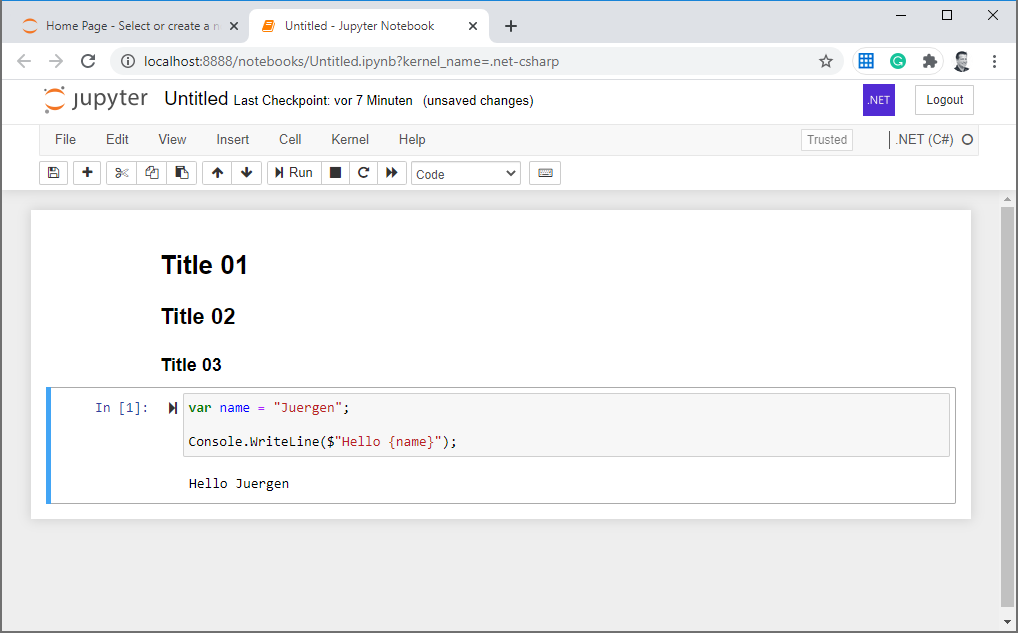 Home Page - Select or create a n
Untitled - Jupyter Notebook
localhost:8888/notebooks/Untitled.ipynb?kernel_name=.net-csharp
jupyter Untitled Last Checkpoint: vor 7 Minuten (unsaved changes) .NET Logout
File Edit View Insert Cell Kernel Help Trusted .NET (C#)
Run Code
Title 01
Title 02
Title 03
In [1]: var name = "Juergen";
Console.WriteLine($"Hello {name}");
Hello Juergen